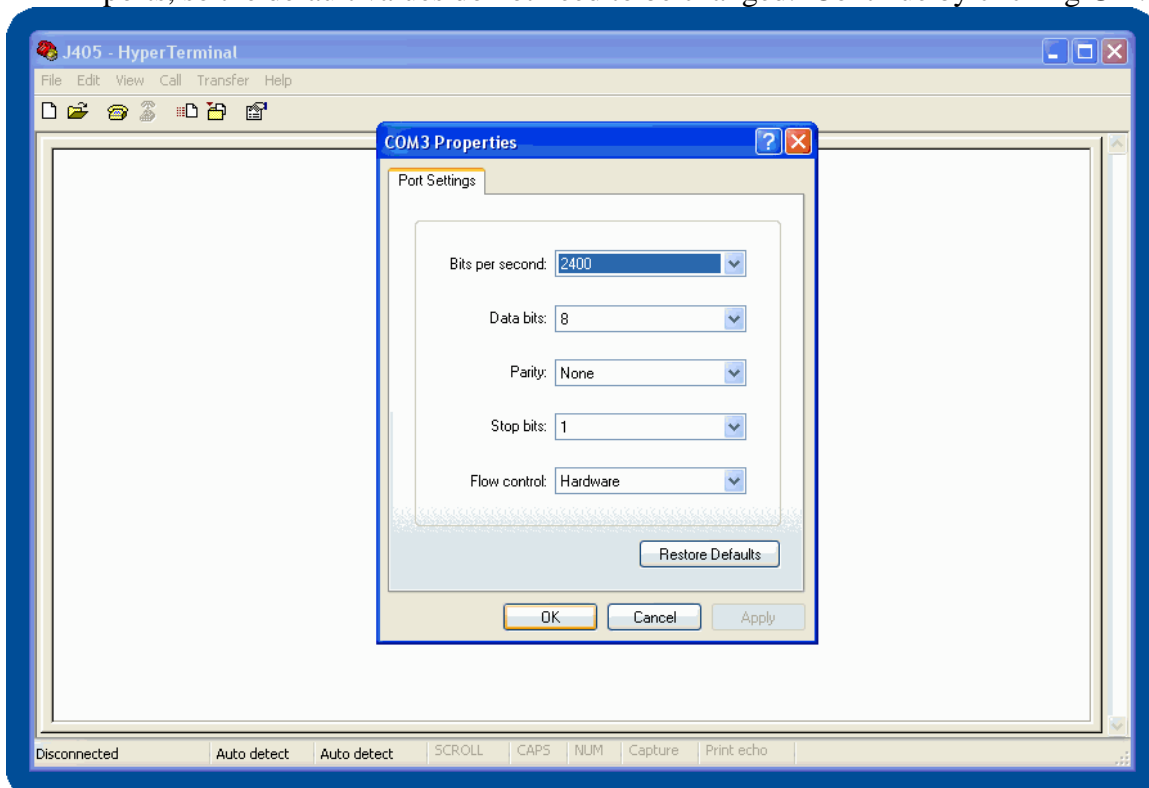 J405 - HyperTerminal
File Edit View Call Transfer Help
COM3 Properties
Port Settings
Bits per second: 2400
Data bits: 8
Parity: None
Stop bits: 1
Flow control: Hardware
Restore Defaults
OK Cancel Apply
Disconnected Auto detect Auto detect SCROLL CAPS NUM Capture Print echo